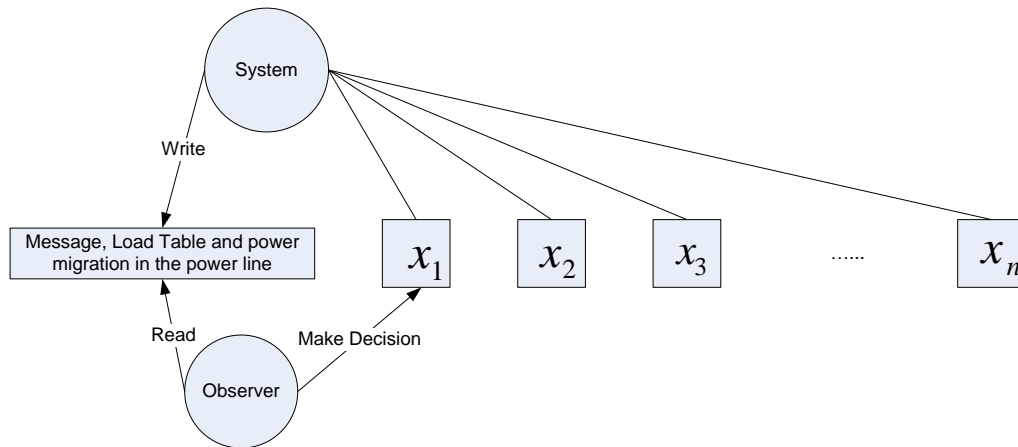 System
Write
Message, Load Table and power
migration in the power line
x₁
x₂
x₃
......
xₙ
Read
Make Decision
Observer